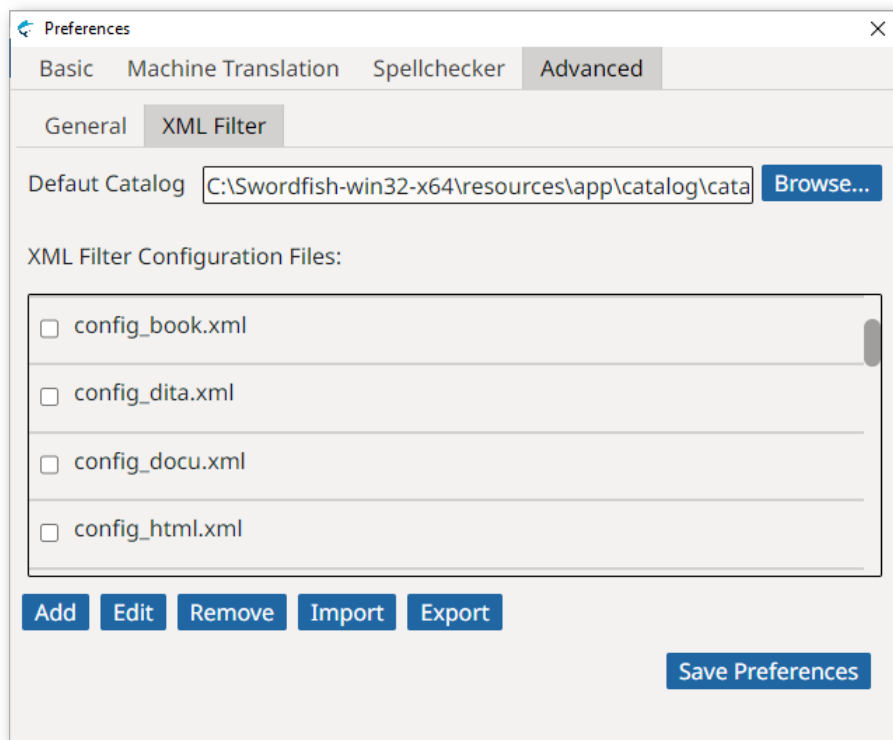 Preferences
Basic Machine Translation Spellchecker Advanced
General XML Filter
Defaut Catalog C:\Swordfish-win32-x64\resources\app\catalog\cata Browse...
XML Filter Configuration Files:
config_book.xml
config_dita.xml
config_docu.xml
config_html.xml
Add Edit Remove Import Export
Save Preferences